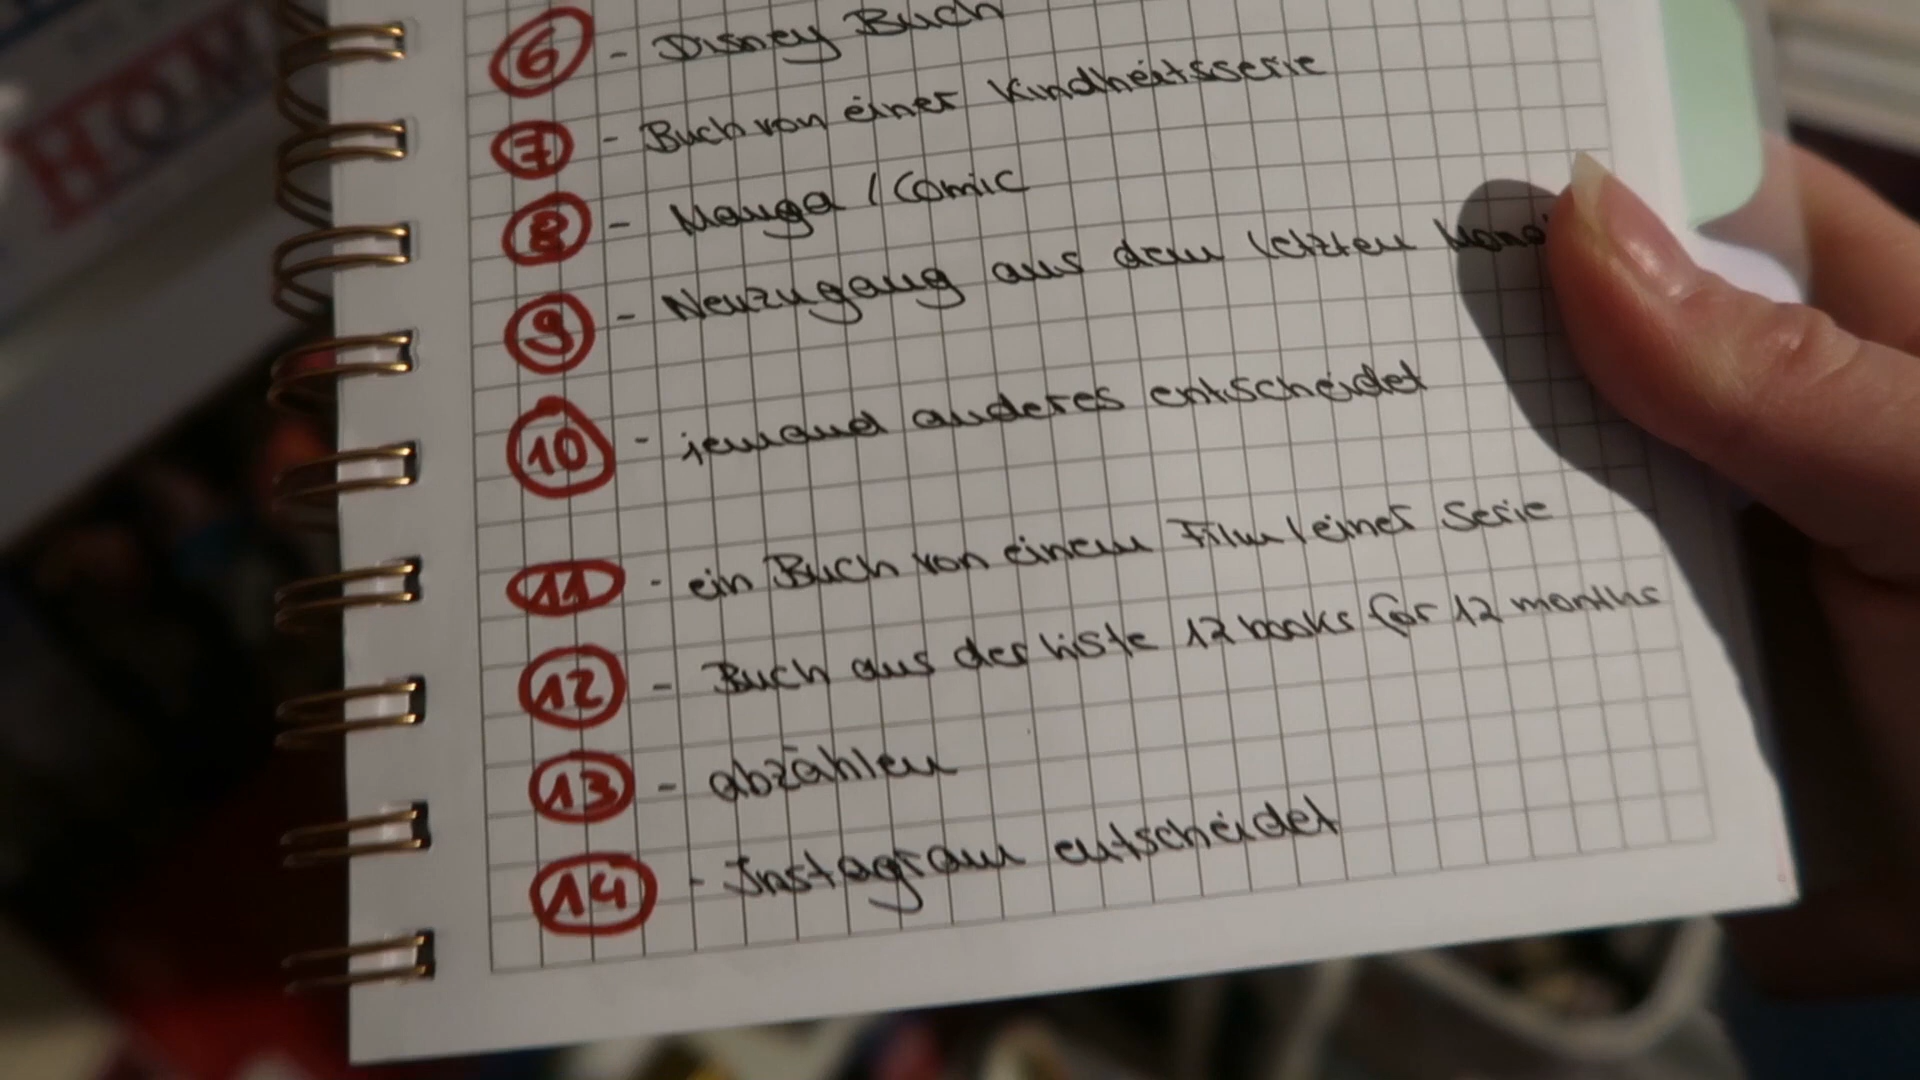 6 - Disney Buch
7 - Buch von einer Kindheitsserie
8 - Manga / Comic
9 - Neuzugang aus dem letzten
10 - jemand anderes entscheidet
11 - ein Buch von einem Film / einer Serie
12 - Buch aus der Liste 12 books for 12 months
13 - abzählen
14 - Instagram entscheidet